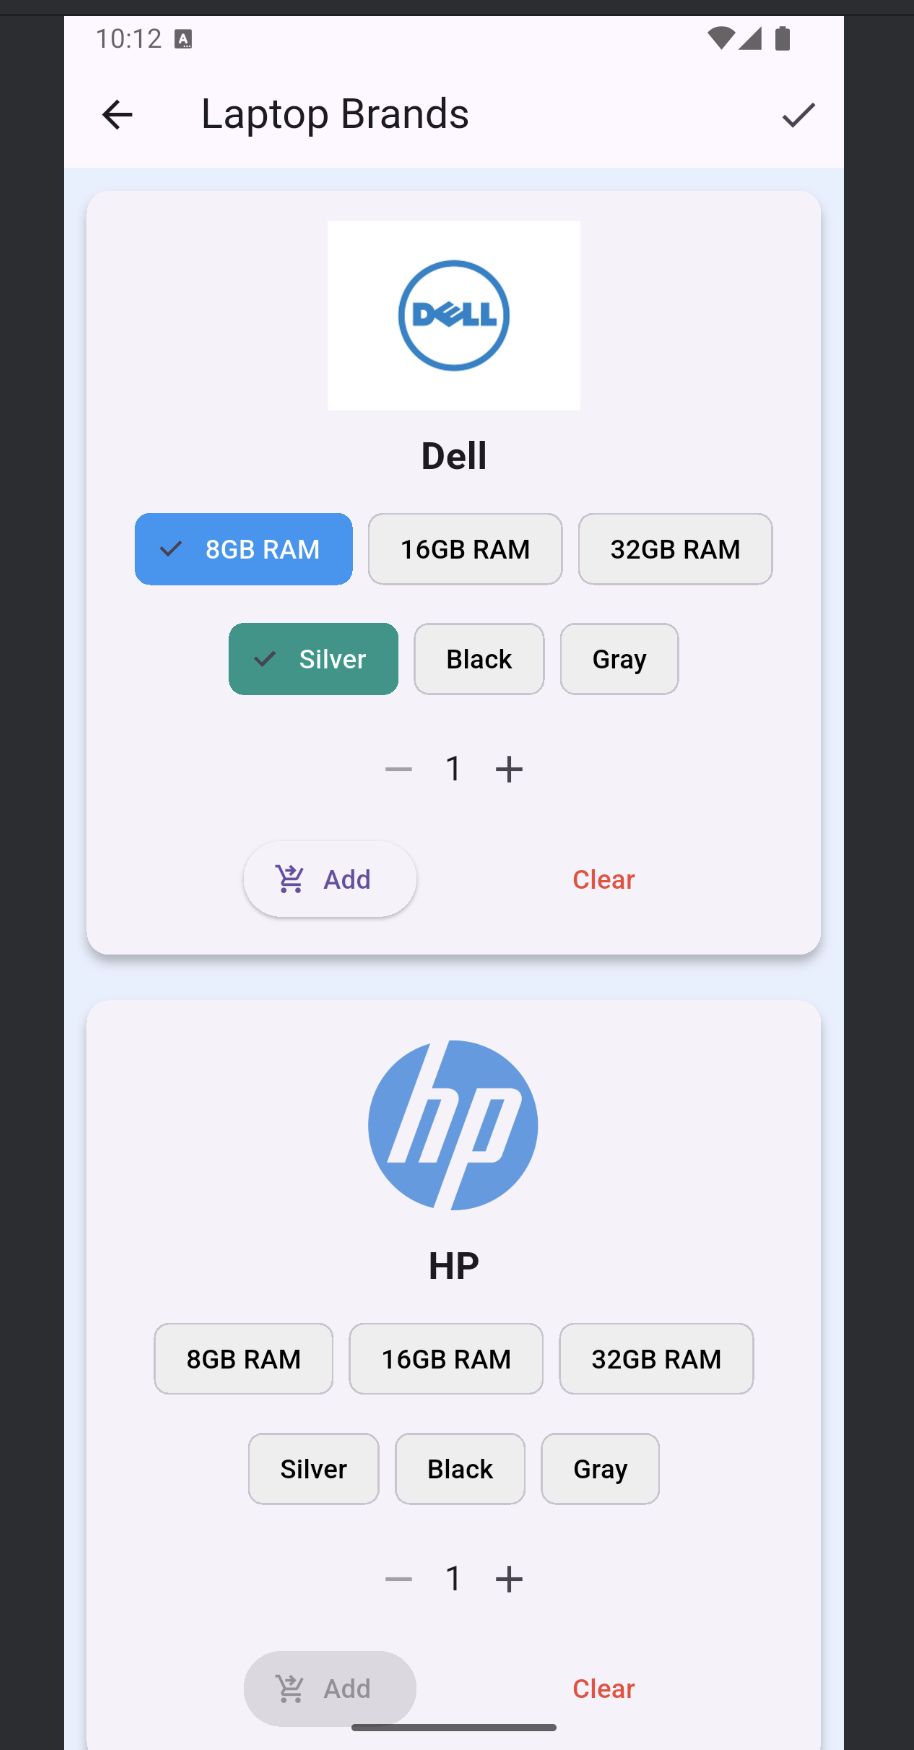 10:12 A
Laptop Brands
DELL
Dell
8GB RAM 16GB RAM 32GB RAM
Silver Black Gray
1
Add Clear
hp
HP
8GB RAM 16GB RAM 32GB RAM
Silver Black Gray
1
Add Clear